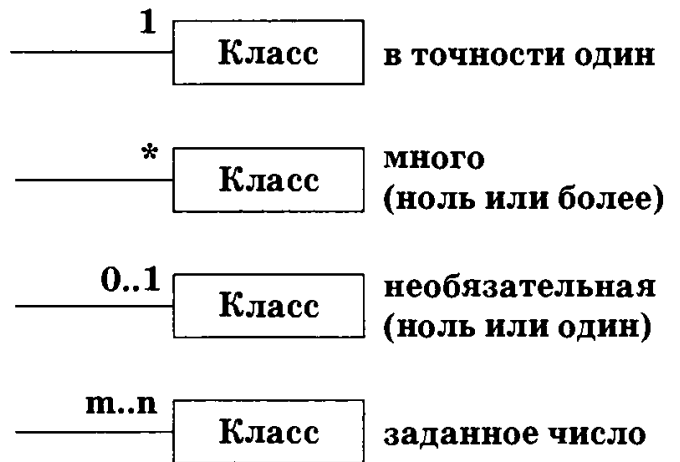 1
Класс
в точности один
*
Класс
много
(ноль или более)
0..1
Класс
необязательная
(ноль или один)
m..n
Класс
заданное число